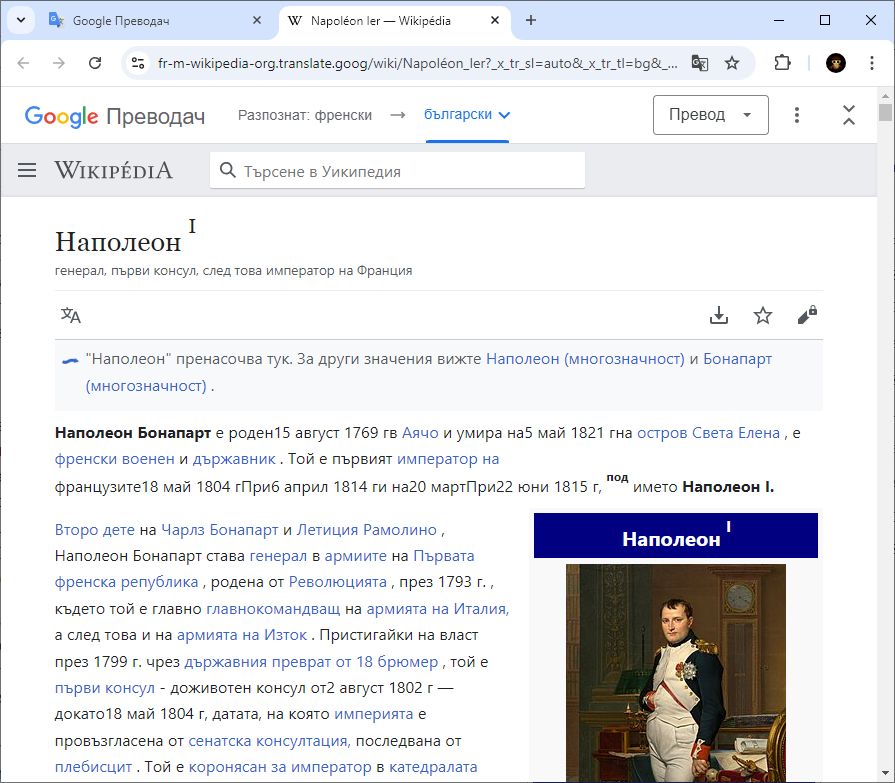 Google Преводач
Napoléon Ier — Wikipédia
fr-m-wikipedia-org.translate.goog/wiki/Napoléon_Ier?_x_tr_sl=auto&_x_tr_tl=bg&_...
Google Преводач
Разпознат: френски → български
Превод
WIKIPÉDIA
Търсене в Уикипедия
Наполеон I
генерал, първи консул, след това император на Франция
"Наполеон" пренасочва тук. За други значения вижте Наполеон (многозначност) и Бонапарт
(многозначност) .
Наполеон Бонапарт е роден15 август 1769 гв Аячо и умира на5 май 1821 гна остров Света Елена , е
френски военен и държавник . Той е първият император на
французите18 май 1804 гПри6 април 1814 ги на20 мартПри22 юни 1815 г, под името Наполеон I.
Второ дете на Чарлз Бонапарт и Летиция Рамолино ,
Наполеон Бонапарт става генерал в армиите на Първата
френска република , родена от Революцията , през 1793 г. ,
където той е главно главнокомандващ на армията на Италия,
а след това и на армията на Изток . Пристигайки на власт
през 1799 г. чрез държавния преврат от 18 брюмер , той е
първи консул - доживотен консул от2 август 1802 г —
докато18 май 1804 г, датата, на която империята е
провъзгласена от сенатска консултация, последвана от
плебисцит . Той е коронясан за император в катедралата
Наполеон I